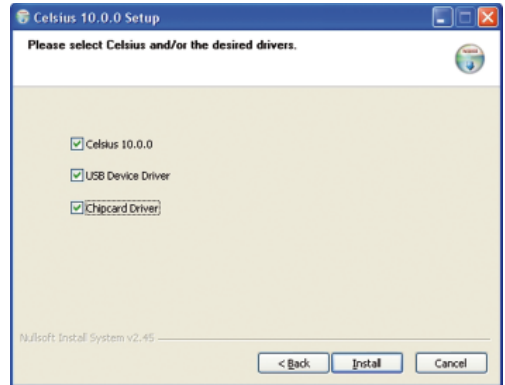 Celsius 10.0.0 Setup
Please select Celsius and/or the desired drivers.
Celsius 10.0.0
USB Device Driver
Chipcard Driver
Nullsoft Install System v2.45
< Back Install Cancel